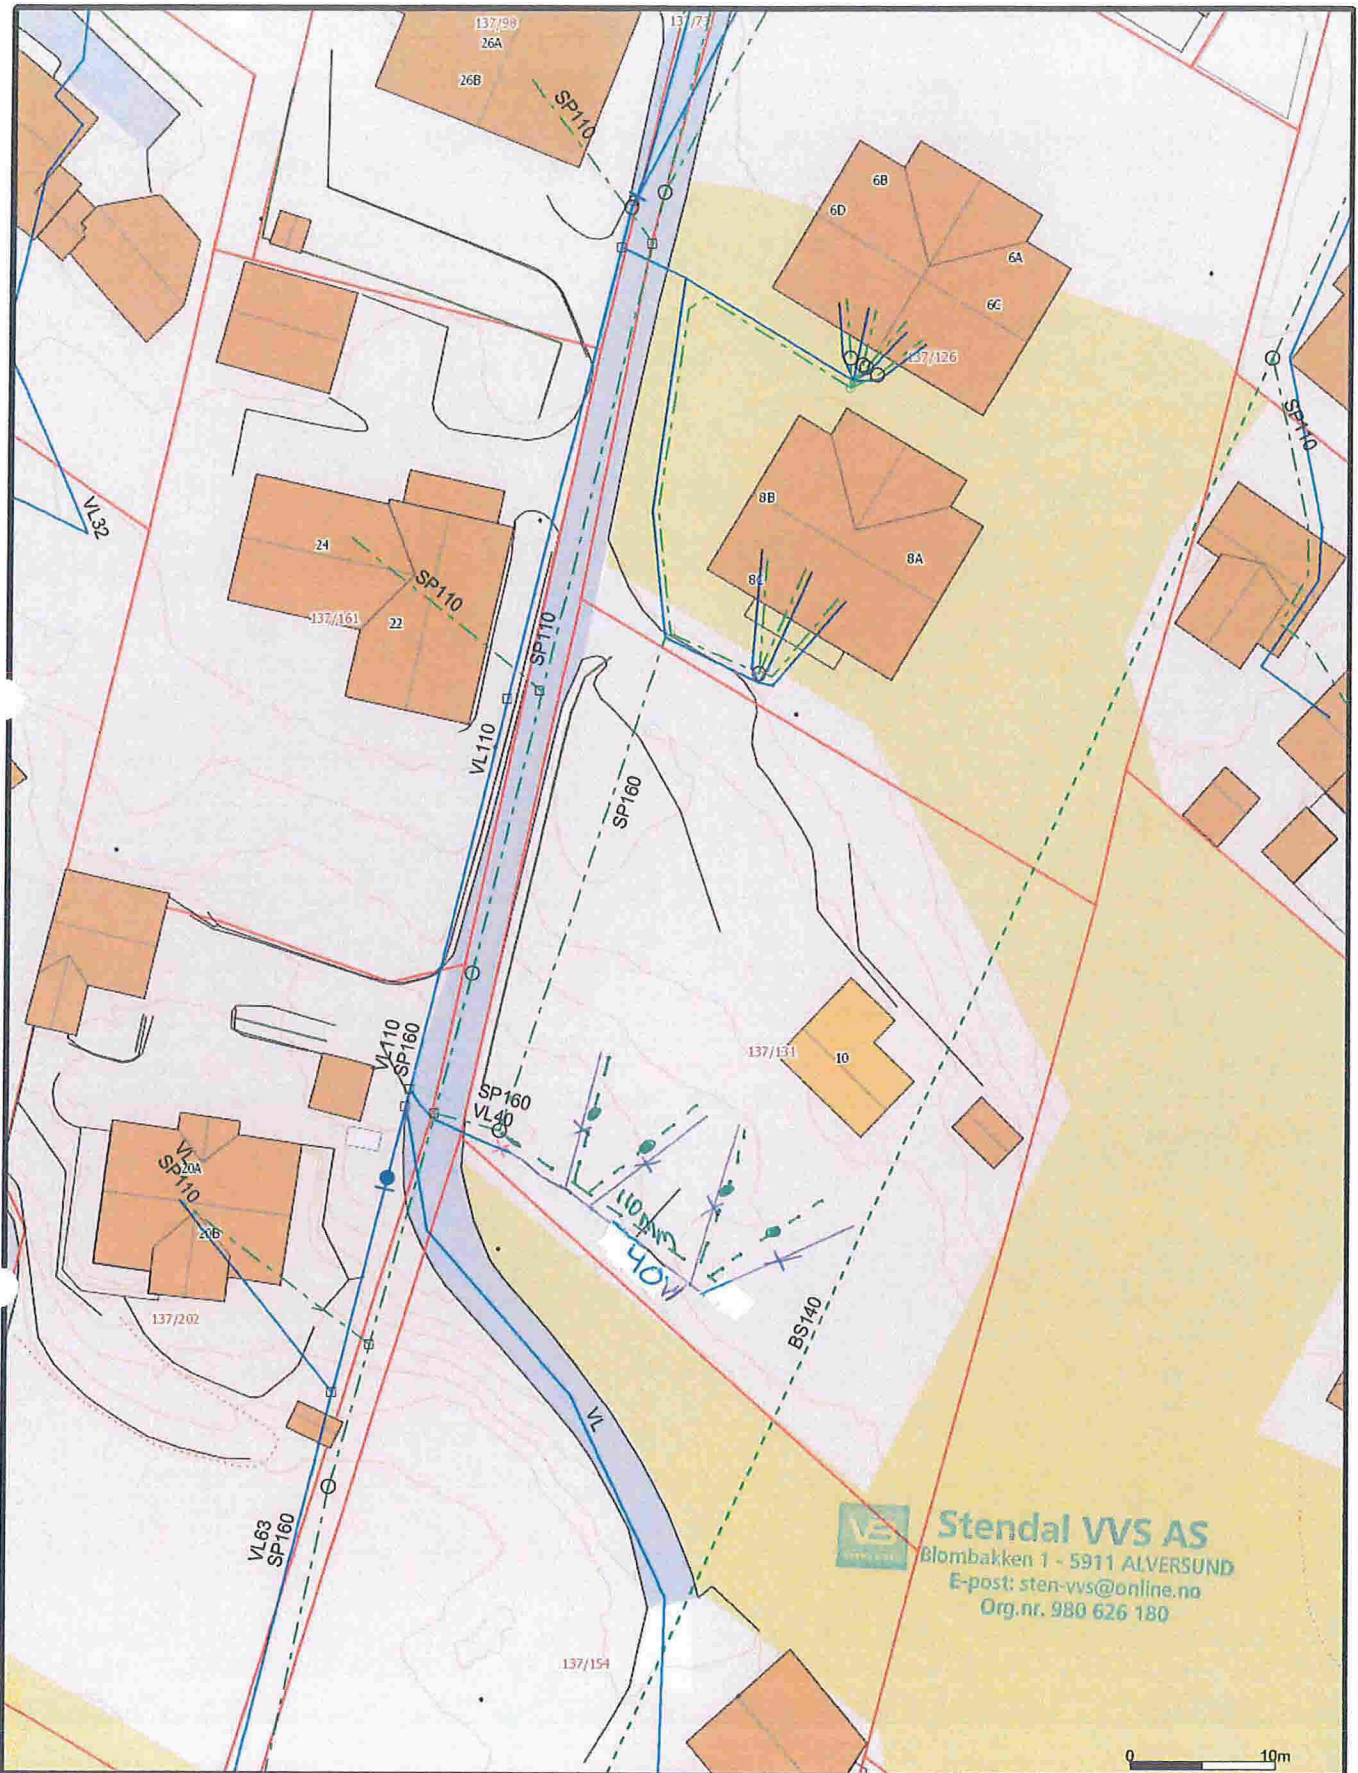 137/98
137/73
26A
26B
SP110
6B
6D
6A
6C
137/126
SP110
VL32
24
SP110
137/161
22
SP110
8B
8A
8C
VL110
SP160
VL110
SP160
SP160
VL40
137/131
10
VL
SP110
20A
20B
137/202
BS140
VL
VL63
SP160
Stendal VVS AS
Blombakken 1 - 5911 ALVERSUND
E-post: sten-vvs@online.no
Org.nr. 980 626 180
137/154
0 10m